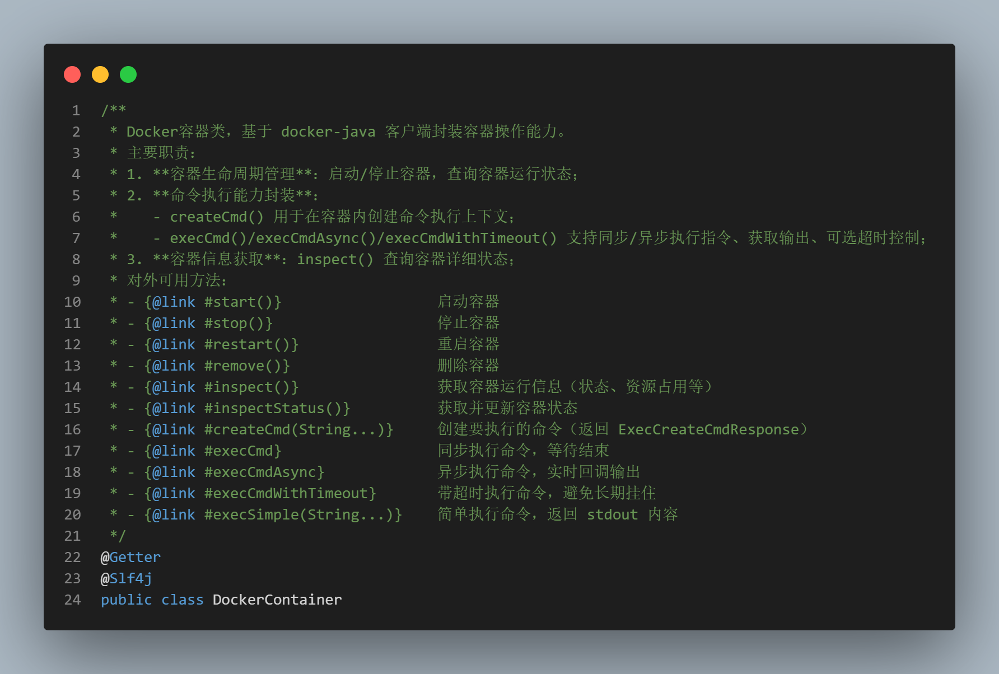 1 /**
2  * Docker容器类，基于 docker-java 客户端封装容器操作能力。
3  * 主要职责：
4  * 1. **容器生命周期管理**：启动/停止容器，查询容器运行状态；
5  * 2. **命令执行能力封装**：
6  *    - createCmd() 用于在容器内创建命令执行上下文；
7  *    - execCmd()/execCmdAsync()/execCmdWithTimeout() 支持同步/异步执行指令、获取输出、可选超时控制；
8  * 3. **容器信息获取**：inspect() 查询容器详细状态；
9  * 对外可用方法：
10  * - {@link #start()}                  启动容器
11  * - {@link #stop()}                   停止容器
12  * - {@link #restart()}                重启容器
13  * - {@link #remove()}                 删除容器
14  * - {@link #inspect()}                获取容器运行信息（状态、资源占用等）
15  * - {@link #inspectStatus()}          获取并更新容器状态
16  * - {@link #createCmd(String...)}     创建要执行的命令（返回 ExecCreateCmdResponse）
17  * - {@link #execCmd}                  同步执行命令，等待结束
18  * - {@link #execCmdAsync}             异步执行命令，实时回调输出
19  * - {@link #execCmdWithTimeout}       带超时执行命令，避免长期挂住
20  * - {@link #execSimple(String...)}    简单执行命令，返回 stdout 内容
21  */
22 @Getter
23 @Slf4j
24 public class DockerContainer